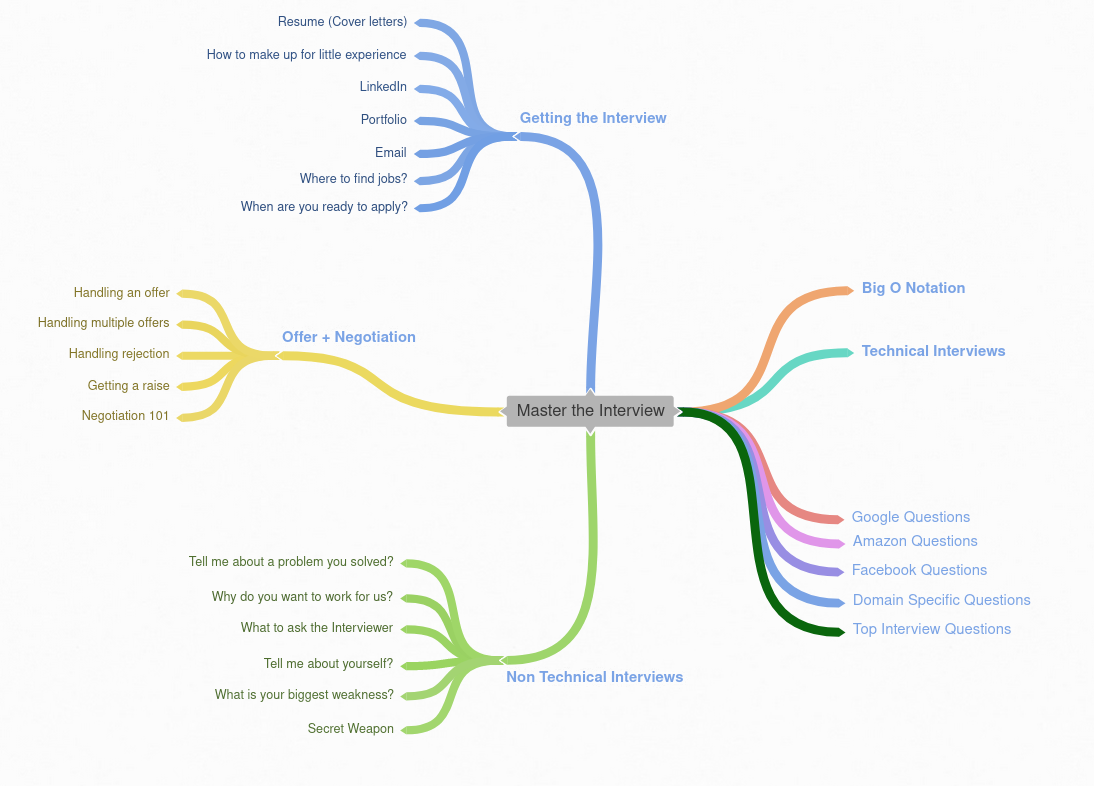 Resume (Cover letters)
How to make up for little experience
LinkedIn
Portfolio
Email
Where to find jobs?
When are you ready to apply?
Getting the Interview
Handling an offer
Handling multiple offers
Handling rejection
Getting a raise
Negotiation 101
Offer + Negotiation
Master the Interview
Big O Notation
Technical Interviews
Google Questions
Amazon Questions
Facebook Questions
Domain Specific Questions
Top Interview Questions
Tell me about a problem you solved?
Why do you want to work for us?
What to ask the Interviewer
Tell me about yourself?
What is your biggest weakness?
Secret Weapon
Non Technical Interviews